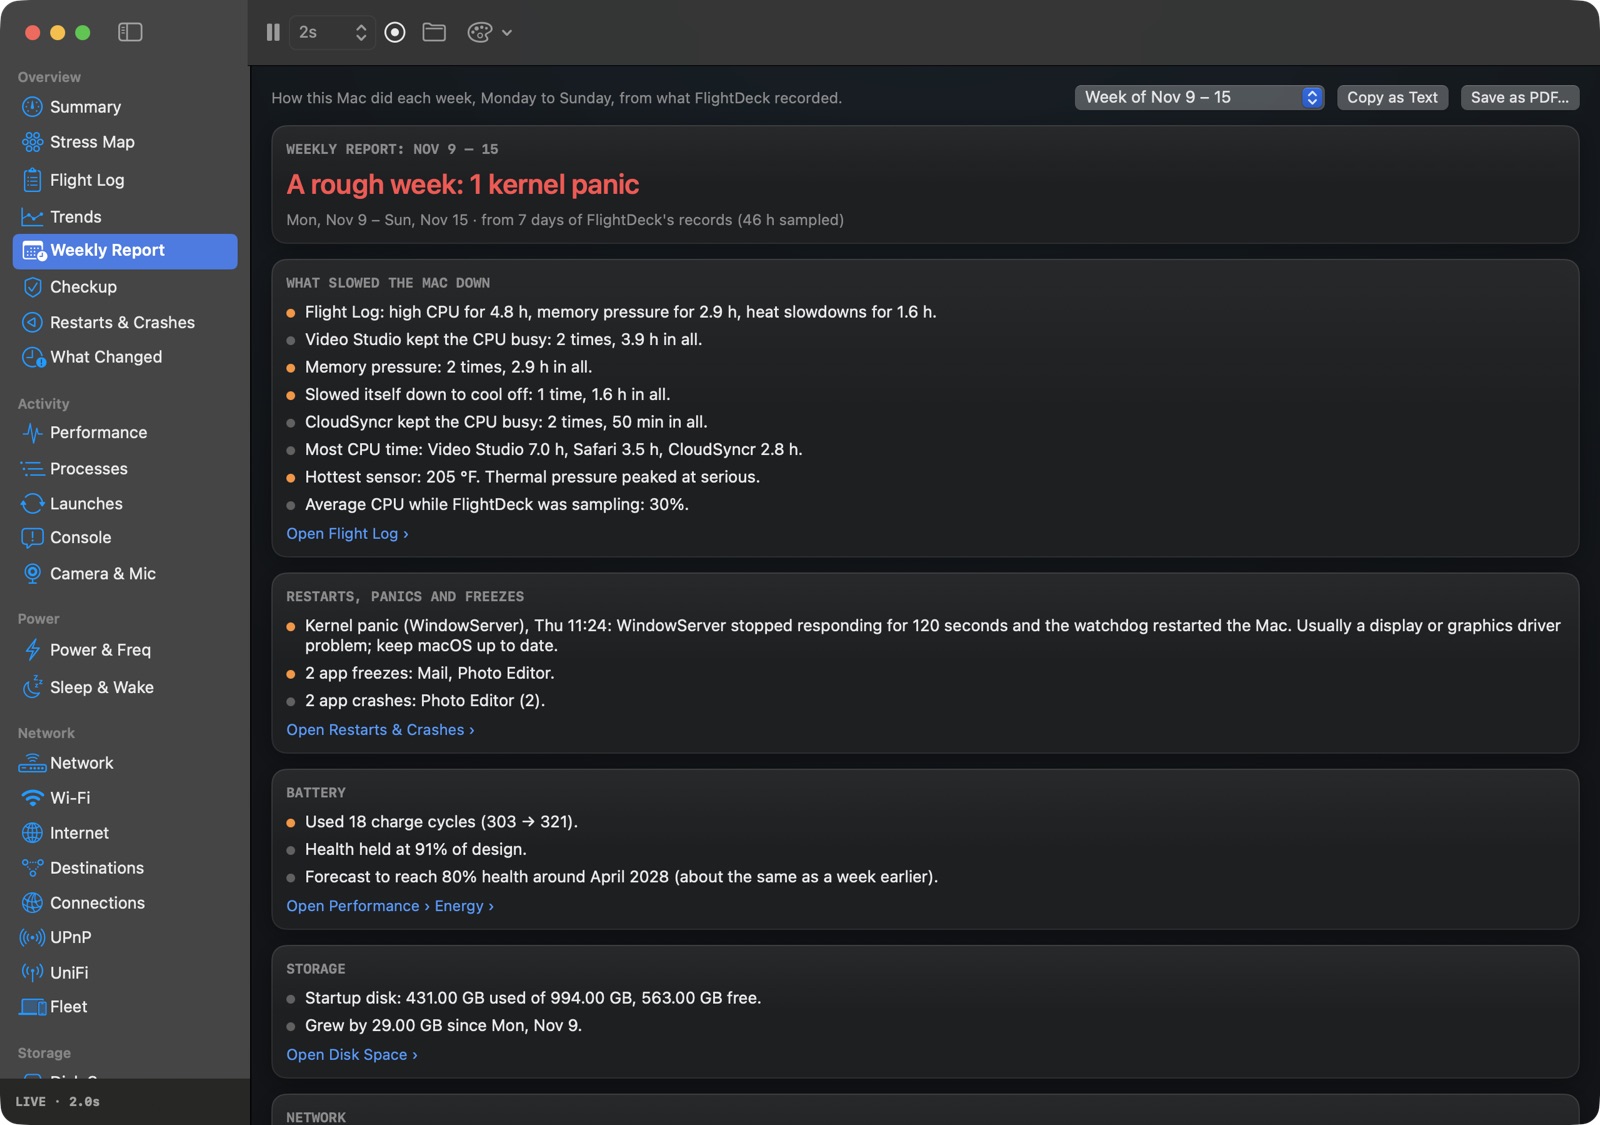 2s
Overview
Summary
Stress Map
Flight Log
Trends
Weekly Report
Checkup
Restarts & Crashes
What Changed
Activity
Performance
Processes
Launches
Console
Camera & Mic
Power
Power & Freq
Sleep & Wake
Network
Network
Wi-Fi
Internet
Destinations
Connections
UPnP
UniFi
Fleet
Storage
LIVE · 2.0s
How this Mac did each week, Monday to Sunday, from what FlightDeck recorded.
Week of Nov 9 – 15
Copy as Text
Save as PDF...
WEEKLY REPORT: NOV 9 – 15
A rough week: 1 kernel panic
Mon, Nov 9 – Sun, Nov 15 · from 7 days of FlightDeck's records (46 h sampled)
WHAT SLOWED THE MAC DOWN
Flight Log: high CPU for 4.8 h, memory pressure for 2.9 h, heat slowdowns for 1.6 h.
Video Studio kept the CPU busy: 2 times, 3.9 h in all.
Memory pressure: 2 times, 2.9 h in all.
Slowed itself down to cool off: 1 time, 1.6 h in all.
CloudSyncr kept the CPU busy: 2 times, 50 min in all.
Most CPU time: Video Studio 7.0 h, Safari 3.5 h, CloudSyncr 2.8 h.
Hottest sensor: 205 °F. Thermal pressure peaked at serious.
Average CPU while FlightDeck was sampling: 30%.
Open Flight Log ›
RESTARTS, PANICS AND FREEZES
Kernel panic (WindowServer), Thu 11:24: WindowServer stopped responding for 120 seconds and the watchdog restarted the Mac. Usually a display or graphics driver
problem; keep macOS up to date.
2 app freezes: Mail, Photo Editor.
2 app crashes: Photo Editor (2).
Open Restarts & Crashes ›
BATTERY
Used 18 charge cycles (303 → 321).
Health held at 91% of design.
Forecast to reach 80% health around April 2028 (about the same as a week earlier).
Open Performance › Energy ›
STORAGE
Startup disk: 431.00 GB used of 994.00 GB, 563.00 GB free.
Grew by 29.00 GB since Mon, Nov 9.
Open Disk Space ›
NETWORK